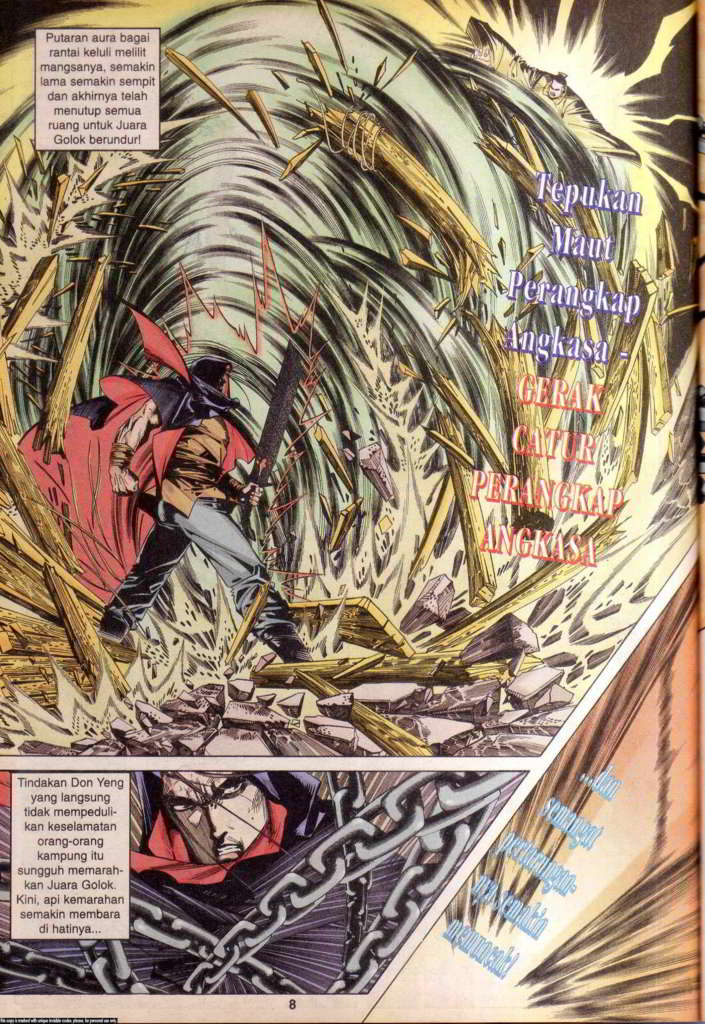 Putaran aura bagai
rantai keluli melilit
mangsanya, semakin
lama semakin sempit
dan akhirnya telah
menutup semua
ruang untuk Juara
Golok berundur!
Tepukan
Maut
Perangkap
Angkasa -
GERAK
CATUR
PERANGKAP
ANGKASA
Tindakan Don Yeng
yang langsung
tidak mempeduli-
kan keselamatan
orang-orang
kampung itu
sungguh memarah-
kan Juara Golok.
Kini, api kemarahan
semakin membara
di hatinya...
...dan
semangat
pertarungan-
nya semakin
memuncak!
8